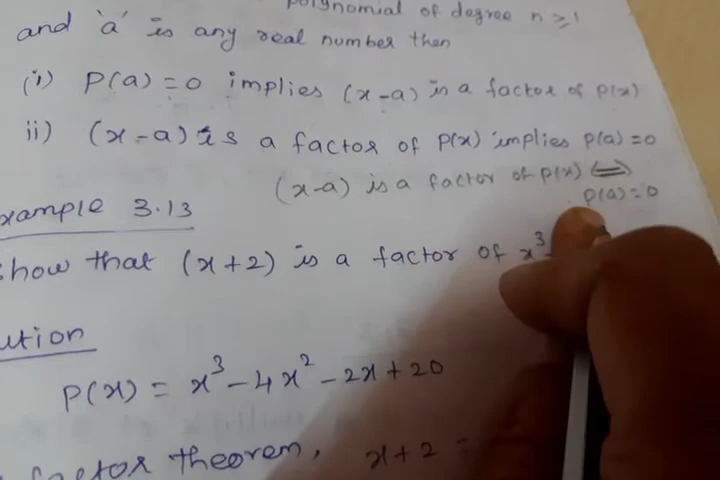 polynomial of degree n ≥ 1
and 'a' is any real number then
(i) P(a) = 0 implies (x-a) is a factor of P(x)
ii) (x-a) is a factor of P(x) implies P(a) = 0
(x-a) is a factor of P(x) ⟺
P(a) = 0
xample 3.13
how that (x+2) is a factor of x³
ution
P(x) = x³ - 4x² - 2x + 20
factor theorem, x+2 =